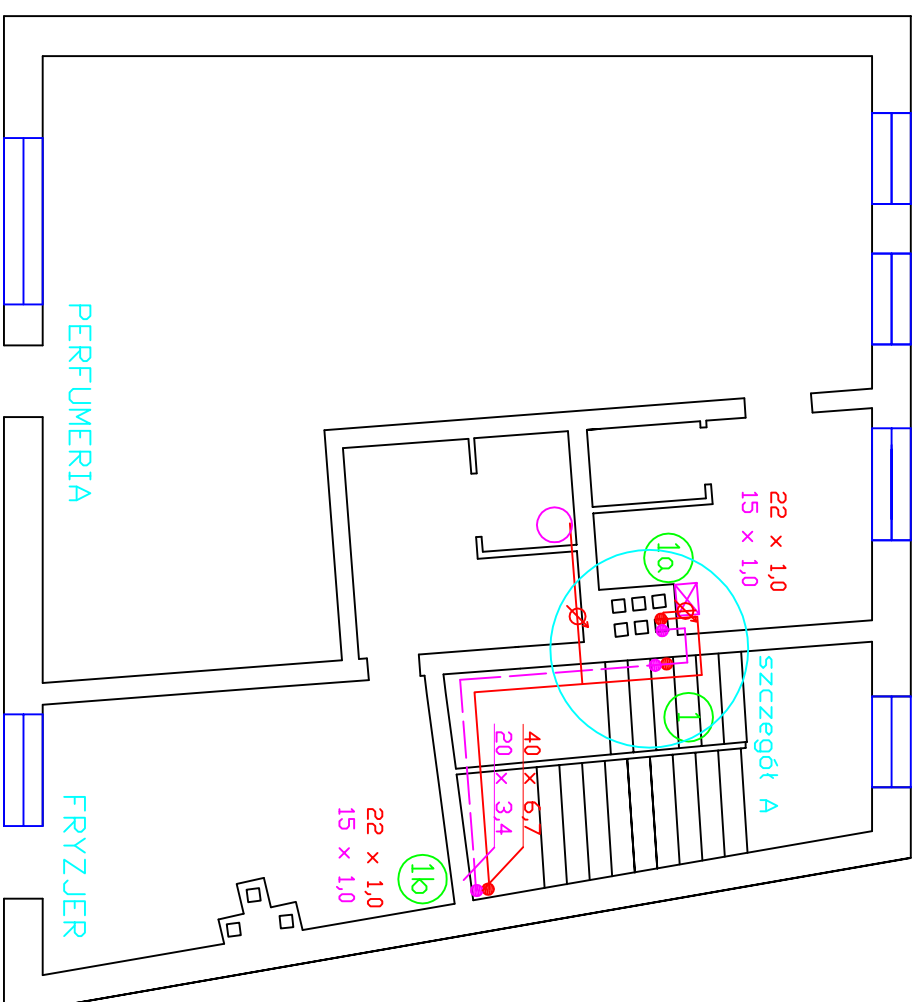 22 × 1,0
15 × 1,0
1a
szczegół A
1
40 × 6,7
20 × 3,4
22 × 1,0
15 × 1,0
1b
PERFUMERIA
FRYZJER